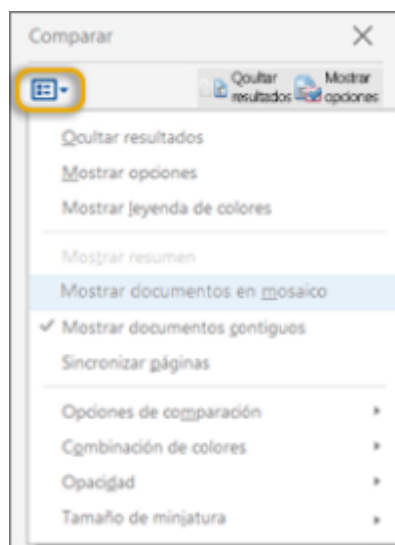 Comparar
Qcultar Mostrar
resultados opciones
Ocultar resultados
Mostrar opciones
Mostrar leyenda de colores
Mostrar resumen
Mostrar documentos en mosaico
Mostrar documentos contiguos
Sincronizar páginas
Opciones de comparación
Combinación de colores
Opacidad
Tamaño de miniatura